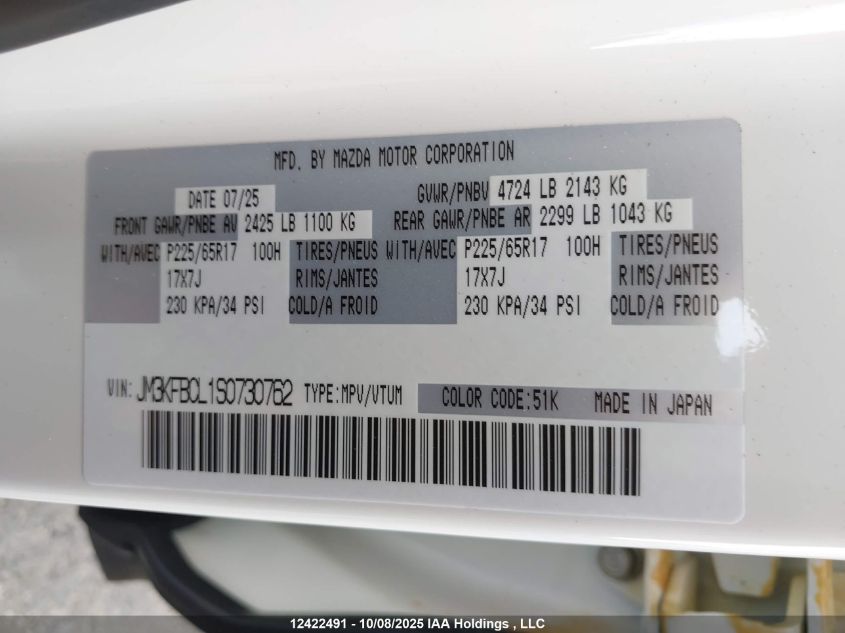 MFD. BY MAZDA MOTOR CORPORATION
DATE 07/25 GVWR/PNBV 4724 LB 2143 KG
FRONT GAWR/PNBE AV 2425 LB 1100 KG REAR GAWR/PNBE AR 2299 LB 1043 KG
WITH/AVEC P225/65R17 100H TIRES/PNEUS WITH/AVEC P225/65R17 100H TIRES/PNEUS
17X7J RIMS/JANTES 17X7J RIMS/JANTES
230 KPA/34 PSI COLD/A FROID 230 KPA/34 PSI COLD/A FROID
VIN: JM3KFBCL1S0730762 TYPE:MPV/VTUM COLOR CODE:51K MADE IN JAPAN
12422491 - 10/08/2025 IAA Holdings , LLC